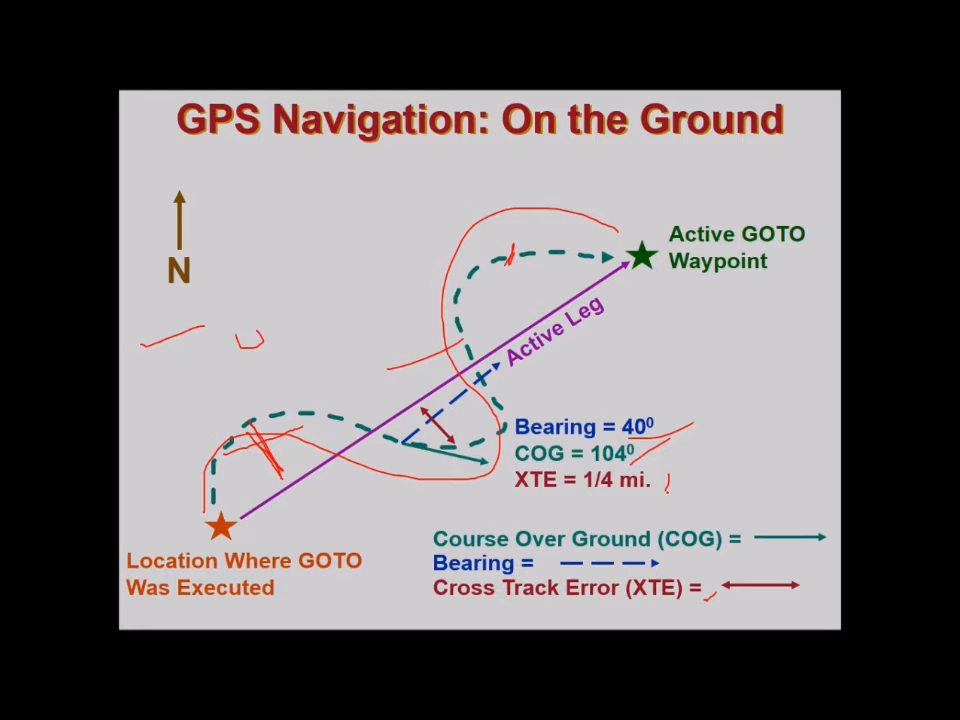 GPS Navigation: On the Ground
N
Active GOTO
Waypoint
Active Leg
Bearing = 40⁰
COG = 104⁰
XTE = 1/4 mi.
Location Where GOTO
Was Executed
Course Over Ground (COG) =
Bearing =
Cross Track Error (XTE) =